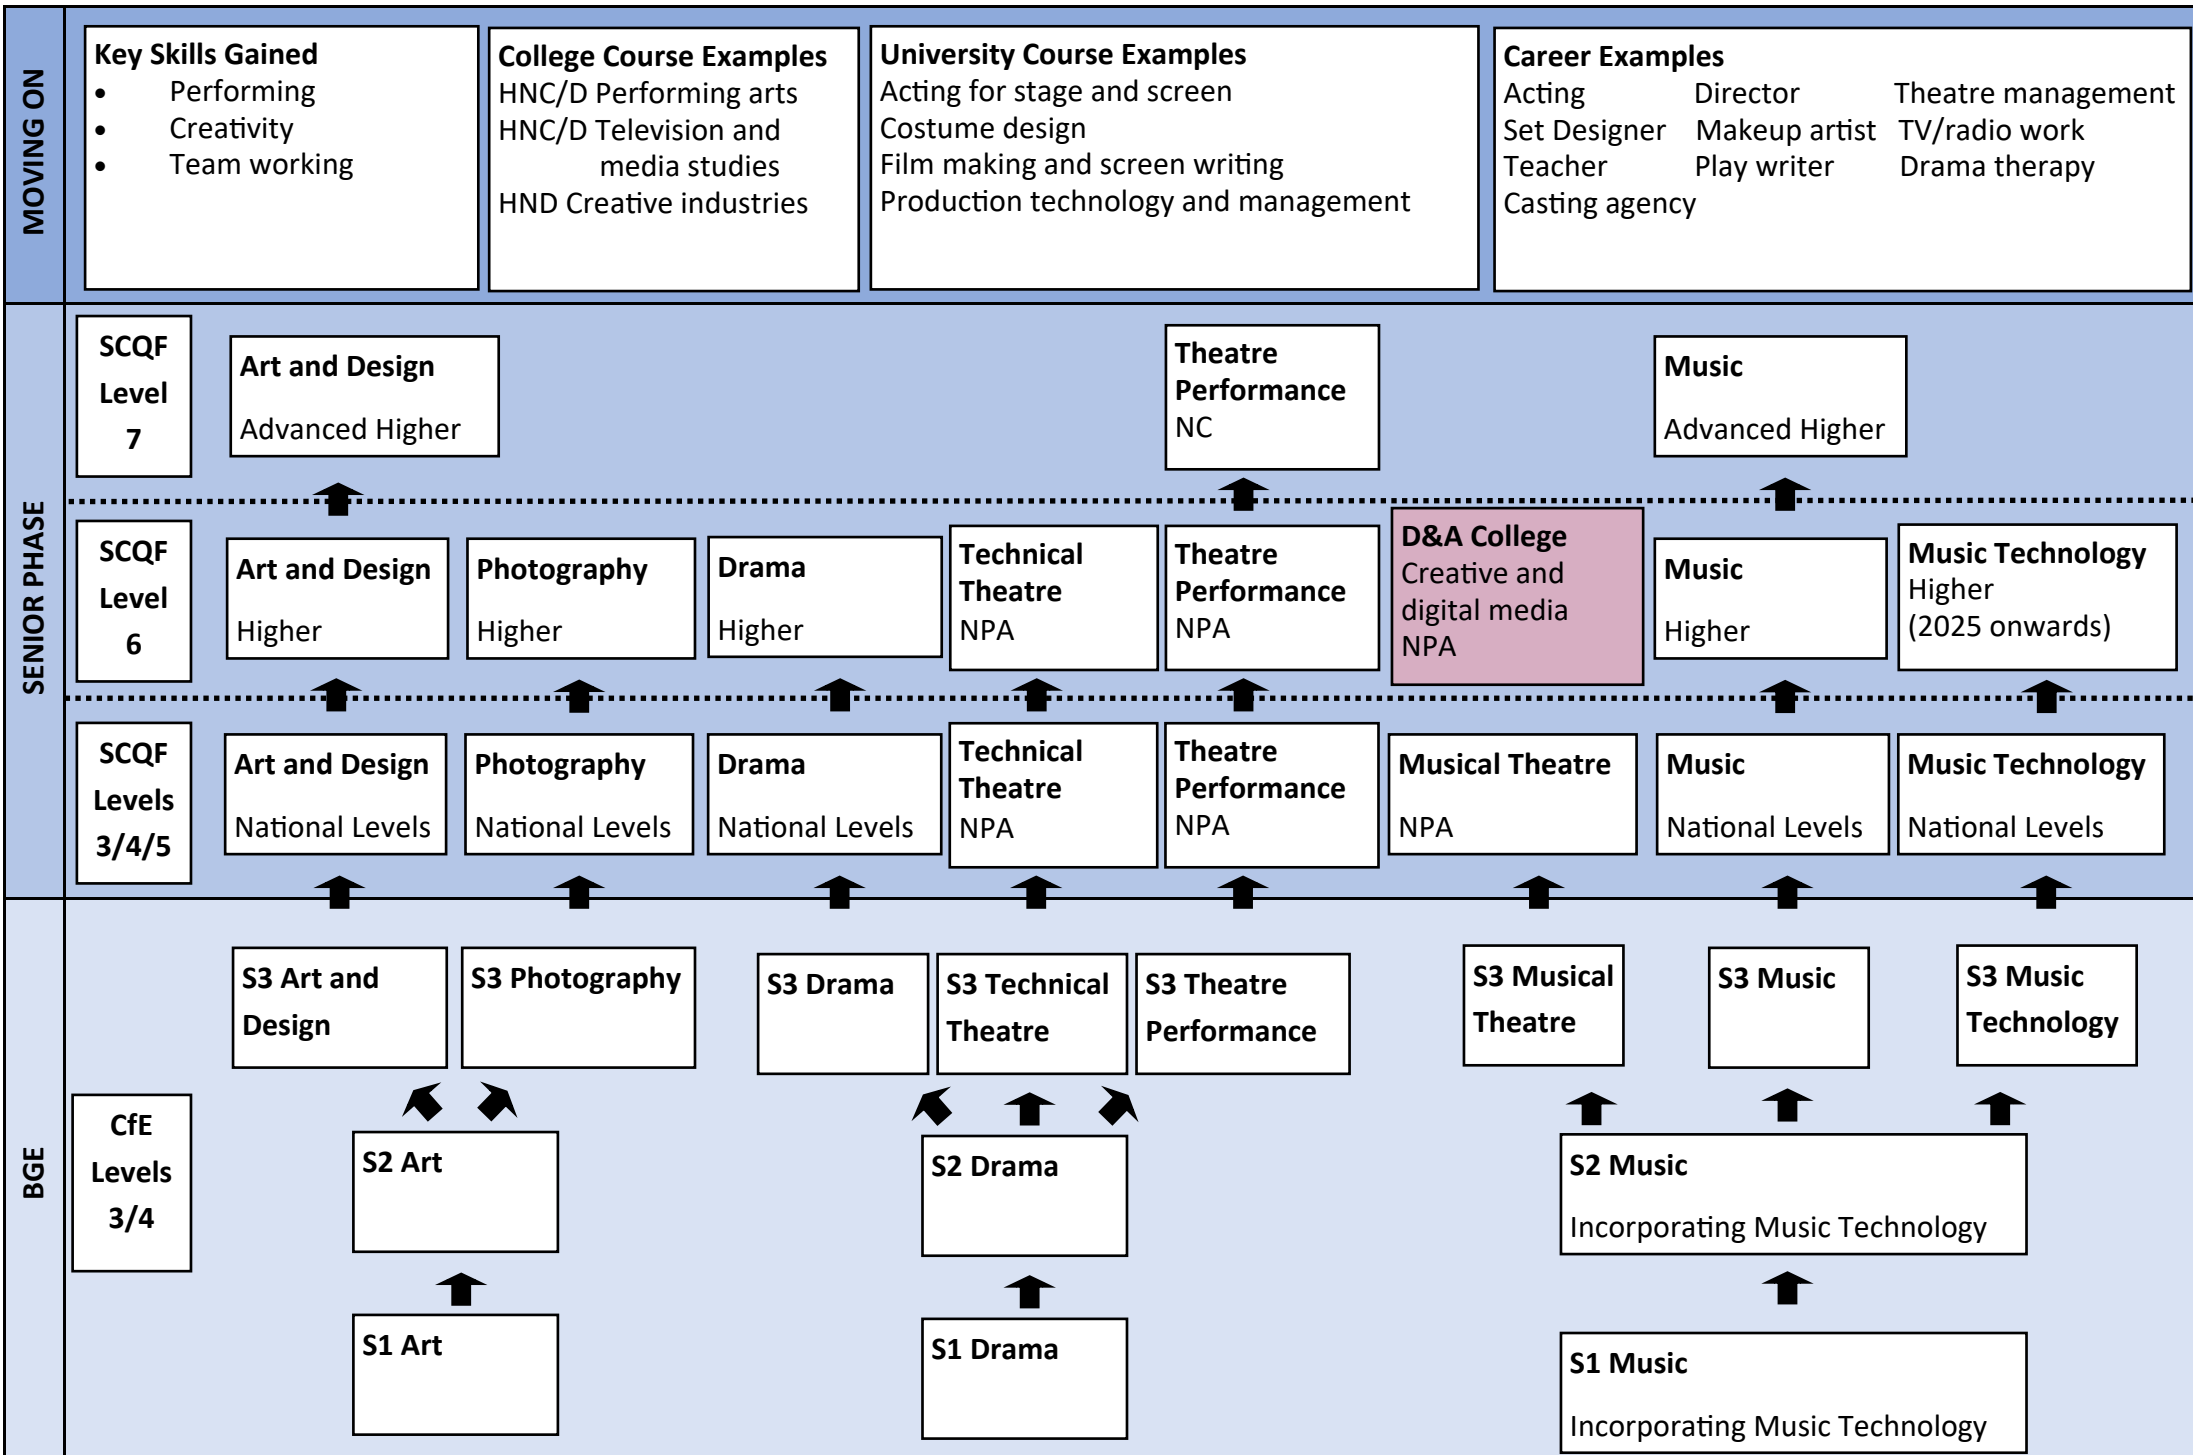 MOVING ON
Key Skills Gained
• Performing
• Creativity
• Team working
College Course Examples
HNC/D Performing arts
HNC/D Television and
media studies
HND Creative industries
University Course Examples
Acting for stage and screen
Costume design
Film making and screen writing
Production technology and management
Career Examples
Acting Director Theatre management
Set Designer Makeup artist TV/radio work
Teacher Play writer Drama therapy
Casting agency
SENIOR PHASE
SCQF
Level
7
Art and Design
Advanced Higher
Theatre
Performance
NC
Music
Advanced Higher
SCQF
Level
6
Art and Design
Higher
Photography
Higher
Drama
Higher
Technical
Theatre
NPA
Theatre
Performance
NPA
D&A College
Creative and
digital media
NPA
Music
Higher
Music Technology
Higher
(2025 onwards)
SCQF
Levels
3/4/5
Art and Design
National Levels
Photography
National Levels
Drama
National Levels
Technical
Theatre
NPA
Theatre
Performance
NPA
Musical Theatre
NPA
Music
National Levels
Music Technology
National Levels
BGE
CfE
Levels
3/4
S3 Art and
Design
S3 Photography
S3 Drama
S3 Technical
Theatre
S3 Theatre
Performance
S3 Musical
Theatre
S3 Music
S3 Music
Technology
S2 Art
S2 Drama
S2 Music
Incorporating Music Technology
S1 Art
S1 Drama
S1 Music
Incorporating Music Technology